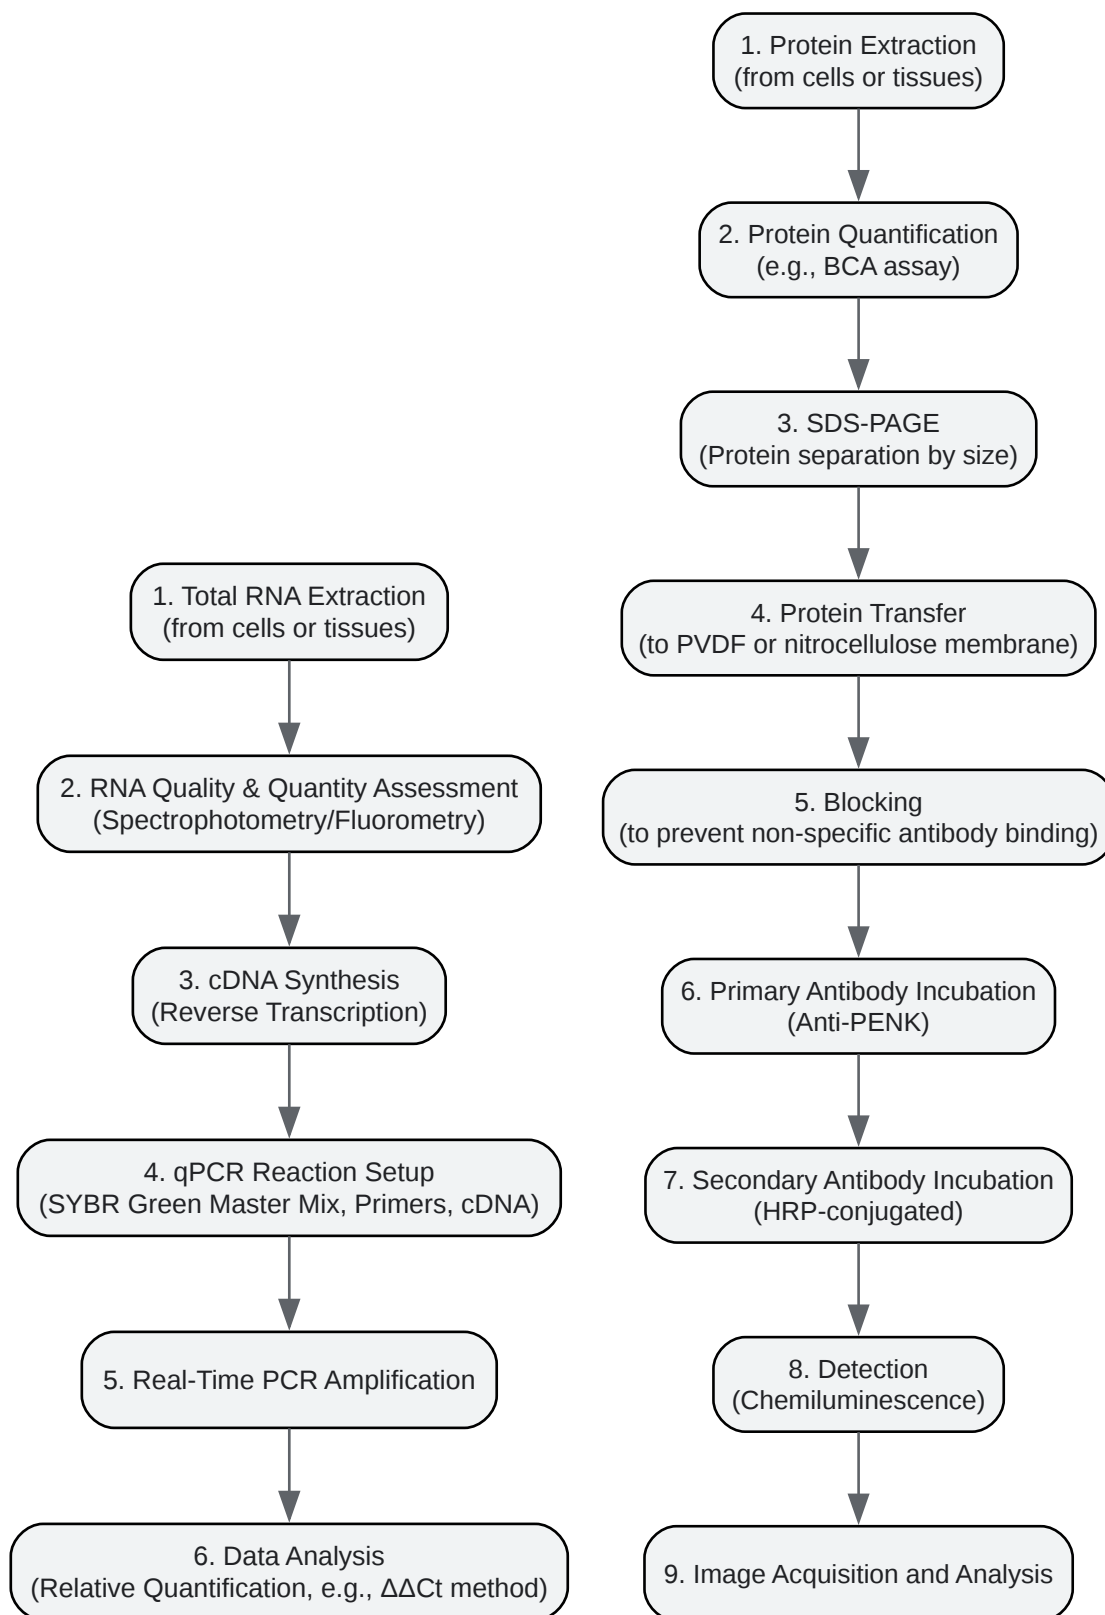 1. Total RNA Extraction
(from cells or tissues)
2. RNA Quality & Quantity Assessment
(Spectrophotometry/Fluorometry)
3. cDNA Synthesis
(Reverse Transcription)
4. qPCR Reaction Setup
(SYBR Green Master Mix, Primers, cDNA)
5. Real-Time PCR Amplification
6. Data Analysis
(Relative Quantification, e.g., ΔΔCt method)
1. Protein Extraction
(from cells or tissues)
2. Protein Quantification
(e.g., BCA assay)
3. SDS-PAGE
(Protein separation by size)
4. Protein Transfer
(to PVDF or nitrocellulose membrane)
5. Blocking
(to prevent non-specific antibody binding)
6. Primary Antibody Incubation
(Anti-PENK)
7. Secondary Antibody Incubation
(HRP-conjugated)
8. Detection
(Chemiluminescence)
9. Image Acquisition and Analysis